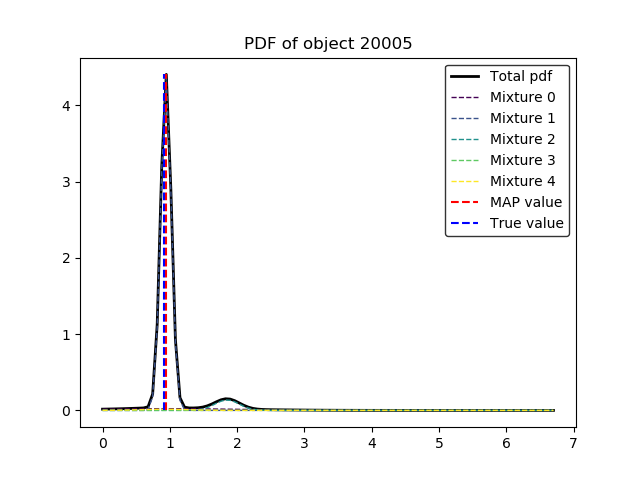 PDF of object 20005
Total pdf
Mixture 0
Mixture 1
Mixture 2
Mixture 3
Mixture 4
MAP value
True value
4
3
2
1
0
0 1 2 3 4 5 6 7